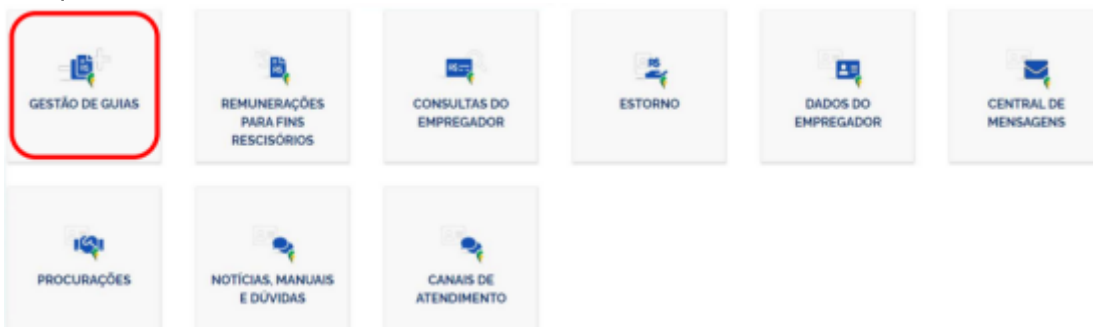 GESTÃO DE GUIAS
REMUNERAÇÕES
PARA FINS
RESCISÓRIOS
CONSULTAS DO
EMPREGADOR
ESTORNO
DADOS DO
EMPREGADOR
CENTRAL DE
MENSAGENS
PROCURAÇÕES
NOTÍCIAS, MANUAIS
E DÚVIDAS
CANAIS DE
ATENDIMENTO